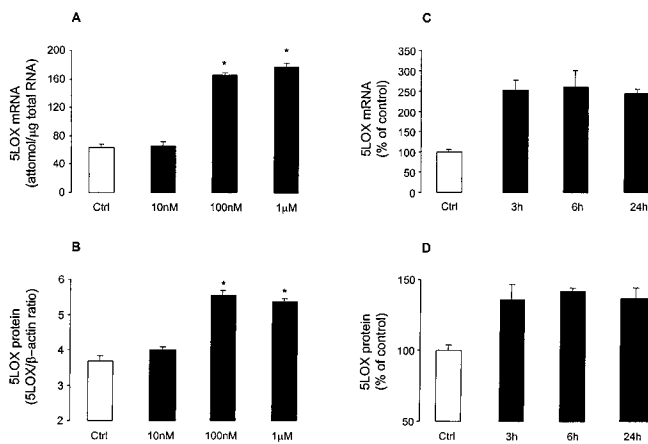 A
5LOX mRNA
(attomol/µg total RNA)
200
160
120
80
40
0
*
*
Ctrl 10nM 100nM 1µM
C
5LOX mRNA
(% of control)
350
300
250
200
150
100
50
0
Ctrl 3h 6h 24h
B
5LOX protein
(5LOX/β–actin ratio)
6
5
4
3
2
*
*
Ctrl 10nM 100nM 1µM
D
5LOX protein
(% of control)
150
100
50
Ctrl 3h 6h 24h